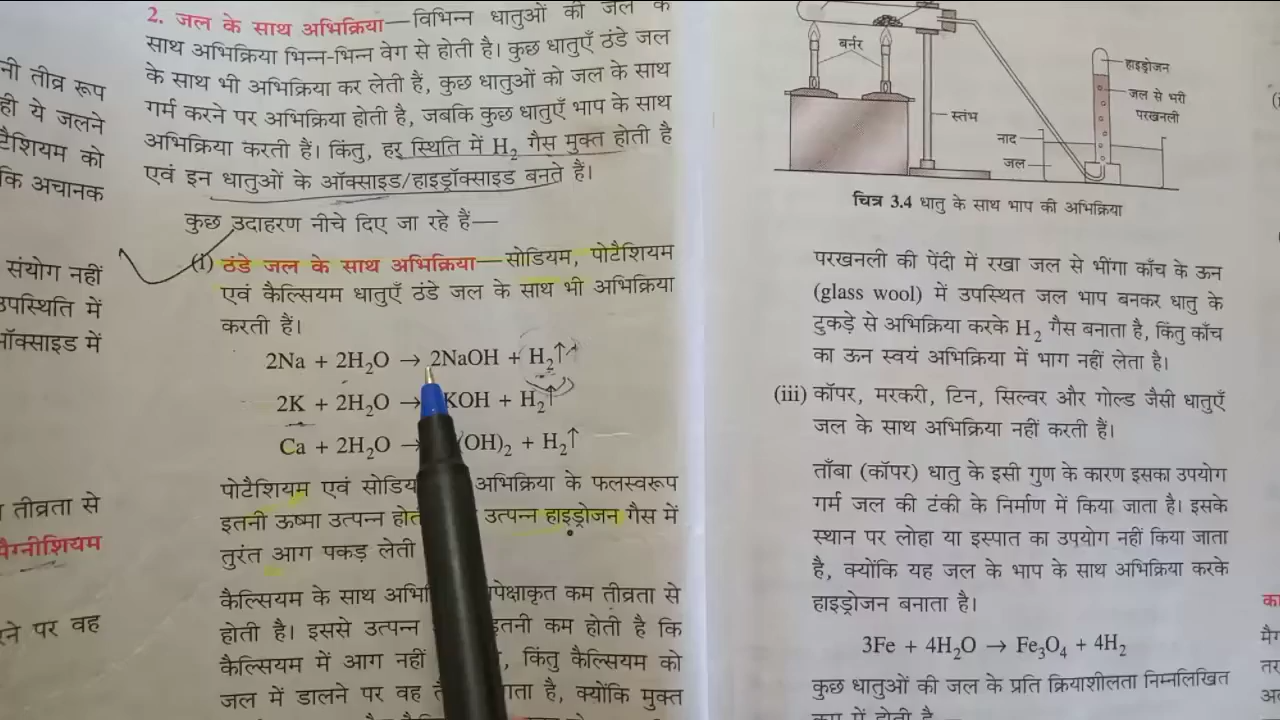 नी तीव्र रूप
ही ये जलने
टैशियम को
कि अचानक
संयोग नहीं
उपस्थिति में
ऑक्साइड में
तीव्रता से
मैग्नीशियम
रने पर वह
2. जल के साथ अभिक्रिया—विभिन्न धातुओं की जल के
साथ अभिक्रिया भिन्न-भिन्न वेग से होती है। कुछ धातुएँ ठंडे जल
के साथ भी अभिक्रिया कर लेती हैं, कुछ धातुओं को जल के साथ
गर्म करने पर अभिक्रिया होती है, जबकि कुछ धातुएँ भाप के साथ
अभिक्रिया करती हैं। किंतु, हर स्थिति में H₂ गैस मुक्त होती है
एवं इन धातुओं के ऑक्साइड/हाइड्रॉक्साइड बनते हैं।
कुछ उदाहरण नीचे दिए जा रहे हैं—
(i) ठंडे जल के साथ अभिक्रिया—सोडियम, पोटैशियम
एवं कैल्सियम धातुएँ ठंडे जल के साथ भी अभिक्रिया
करती हैं।
2Na + 2H₂O → 2NaOH + H₂↑
2K + 2H₂O → KOH + H₂↑
Ca + 2H₂O → (OH)₂ + H₂↑
पोटैशियम एवं सोडिय अभिक्रिया के फलस्वरूप
इतनी ऊष्मा उत्पन्न होत उत्पन्न हाइड्रोजन गैस में
तुरंत आग पकड़ लेती
कैल्सियम के साथ अभि पेक्षाकृत कम तीव्रता से
होती है। इससे उत्पन्न इतनी कम होती है कि
कैल्सियम में आग नहीं , किंतु कैल्सियम को
जल में डालने पर वह है, क्योंकि मुक्त
बर्नर
स्तंभ
हाइड्रोजन
जल से भरी
परखनली
नाद
जल
चित्र 3.4 धातु के साथ भाप की अभिक्रिया
परखनली की पेंदी में रखा जल से भींगा काँच के ऊन
(glass wool) में उपस्थित जल भाप बनकर धातु के
टुकड़े से अभिक्रिया करके H₂ गैस बनाता है, किंतु काँच
का ऊन स्वयं अभिक्रिया में भाग नहीं लेता है।
(iii) कॉपर, मरकरी, टिन, सिल्वर और गोल्ड जैसी धातुएँ
जल के साथ अभिक्रिया नहीं करती हैं।
ताँबा (कॉपर) धातु के इसी गुण के कारण इसका उपयोग
गर्म जल की टंकी के निर्माण में किया जाता है। इसके
स्थान पर लोहा या इस्पात का उपयोग नहीं किया जाता
है, क्योंकि यह जल के भाप के साथ अभिक्रिया करके
हाइड्रोजन बनाता है।
3Fe + 4H₂O → Fe₃O₄ + 4H₂
कुछ धातुओं की जल के प्रति क्रियाशीलता निम्नलिखित